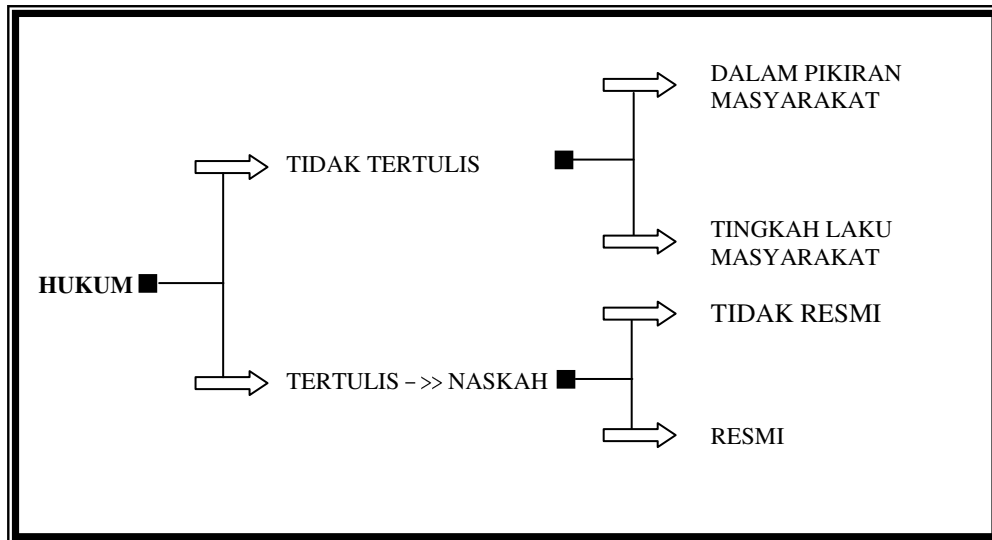 DALAM PIKIRAN
MASYARAKAT
TIDAK TERTULIS
TINGKAH LAKU
MASYARAKAT
HUKUM
TIDAK RESMI
TERTULIS – >> NASKAH
RESMI